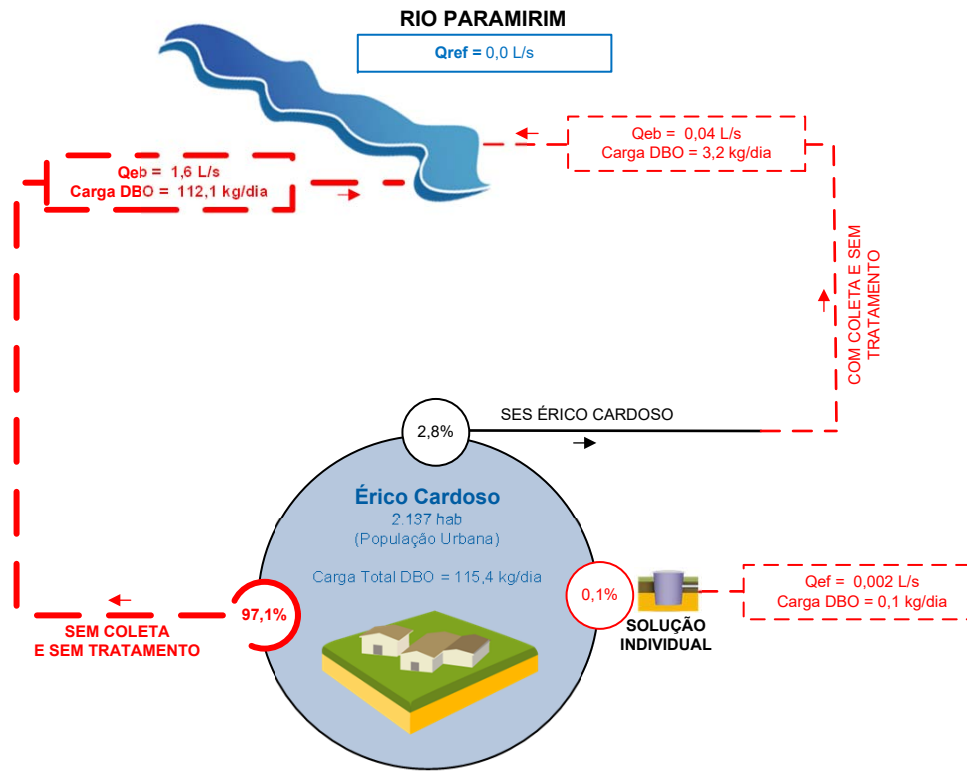 RIO PARAMIRIM
Qref = 0,0 L/s
Qeb = 0,04 L/s
Carga DBO = 3,2 kg/dia
Qeb = 1,6 L/s
Carga DBO = 112,1 kg/dia
COM COLETA E SEM
TRATAMENTO
SES ÉRICO CARDOSO
2,8%
Érico Cardoso
2.137 hab
(População Urbana)
Carga Total DBO = 115,4 kg/dia
97,1%
SEM COLETA
E SEM TRATAMENTO
0,1%
SOLUÇÃO
INDIVIDUAL
Qef = 0,002 L/s
Carga DBO = 0,1 kg/dia